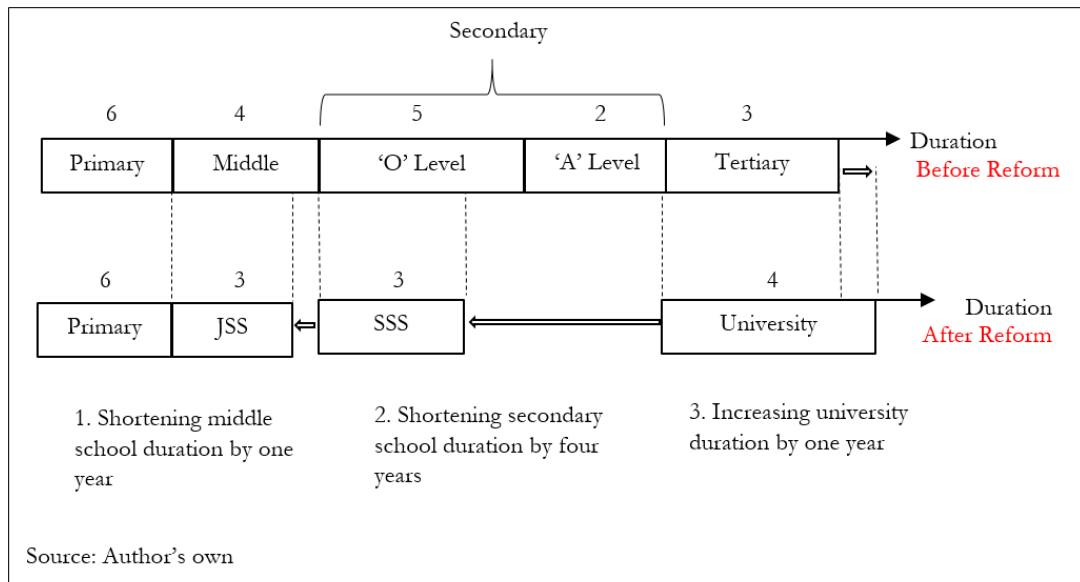 Secondary
6 4 5 2 3
Primary Middle ‘O’ Level ‘A’ Level Tertiary
Duration
Before Reform
6 3 3 4
Primary JSS SSS University
Duration
After Reform
1. Shortening middle
school duration by one
year
2. Shortening secondary
school duration by four
years
3. Increasing university
duration by one year
Source: Author’s own